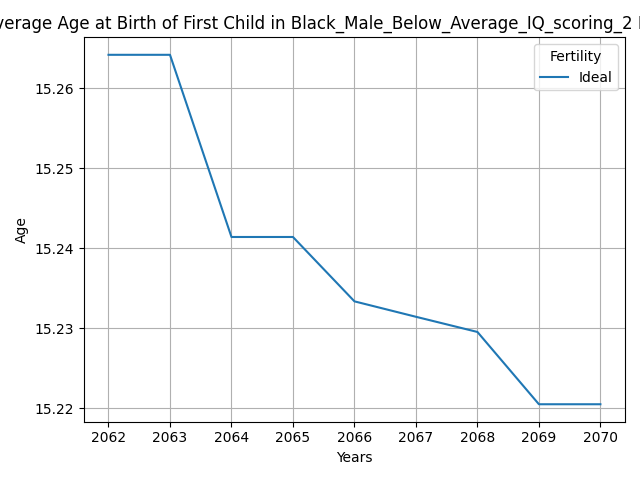 verage Age at Birth of First Child in Black_Male_Below_Average_IQ_scoring_2
Fertility
Ideal
15.26
15.25
15.24
15.23
15.22
Age
2062 2063 2064 2065 2066 2067 2068 2069 2070
Years